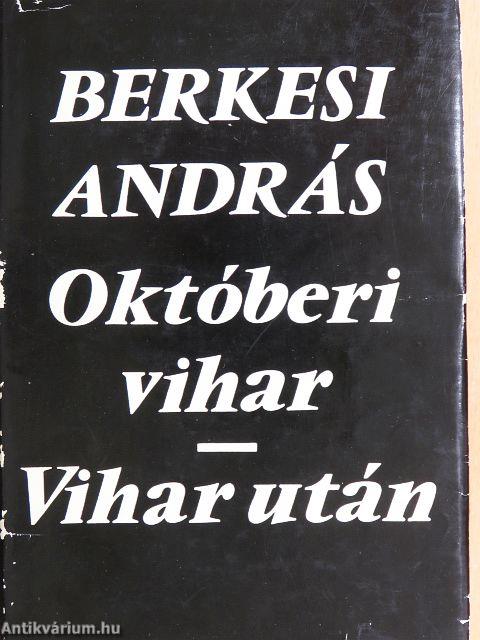 BERKESI
ANDRÁS
Októberi
vihar
—
Vihar után
Antikvárium.hu